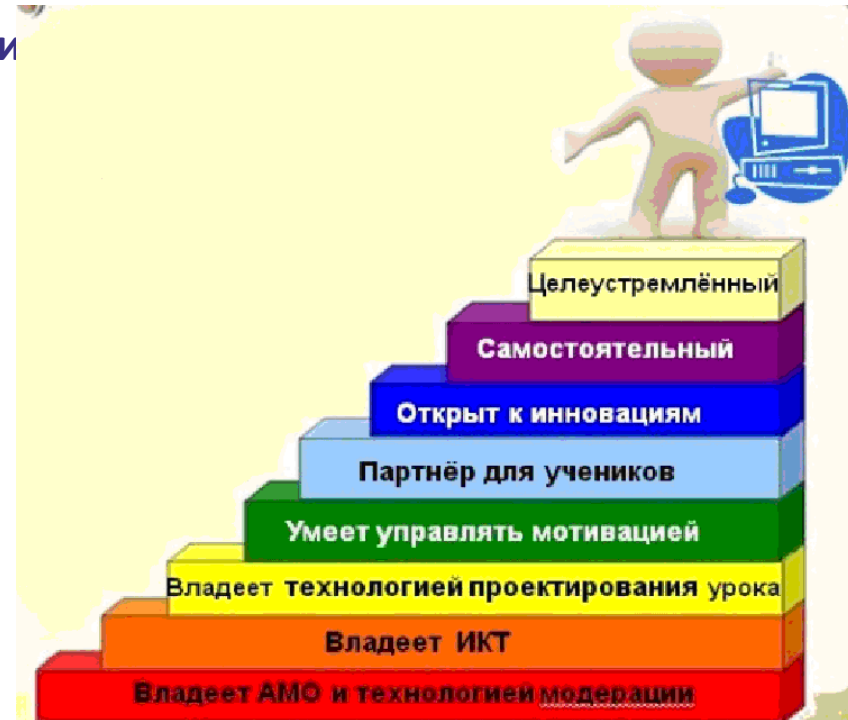 и
Целеустремлённый
Самостоятельный
Открыт к инновациям
Партнёр для учеников
Умеет управлять мотивацией
Владеет технологией проектирования урока
Владеет ИКТ
Владеет АМО и технологией модерации